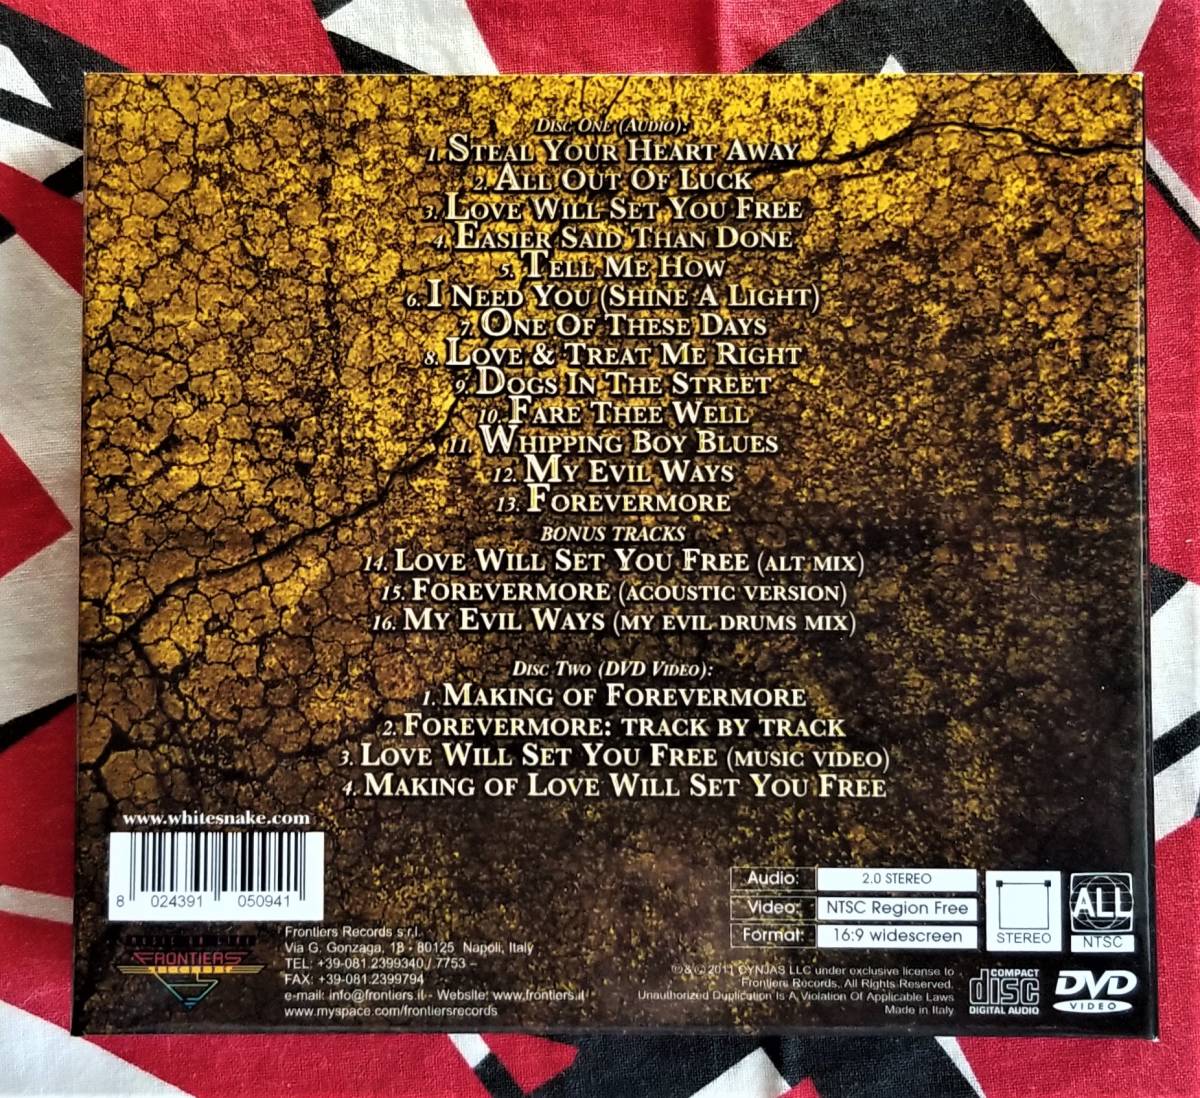 Disc One (Audio):
1. Steal Your Heart Away
2. All Out Of Luck
3. Love Will Set You Free
4. Easier Said Than Done
5. Tell Me How
6. I Need You (Shine A Light)
7. One Of These Days
8. Love & Treat Me Right
9. Dogs In The Street
10. Fare Thee Well
11. Whipping Boy Blues
12. My Evil Ways
13. Forevermore
BONUS TRACKS
14. Love Will Set You Free (alt mix)
15. Forevermore (acoustic version)
16. My Evil Ways (my evil drums mix)
Disc Two (DVD Video):
1. Making of Forevermore
2. Forevermore: track by track
3. Love Will Set You Free (music video)
4. Making of Love Will Set You Free
www.whitesnake.com
8 024391 050941
FRONTIERS
RECORDS
Frontiers Records s.r.l.
Via G. Gonzaga, 18 - 80125 Napoli, Italy
TEL: +39-081.2399340 / 7753 –
FAX: +39-081.2399794
e-mail: info@frontiers.it - Website: www.frontiers.it
www.myspace.com/frontiersrecords
Audio: 2.0 STEREO
Video: NTSC Region Free
Format: 16:9 widescreen
STEREO
ALL
NTSC
℗&© 2011 CYNJAS LLC under exclusive license to
Frontiers Records. All Rights Reserved.
Unauthorized Duplication Is A Violation Of Applicable Laws
Made in Italy
COMPACT
disc
DIGITAL AUDIO
DVD
VIDEO